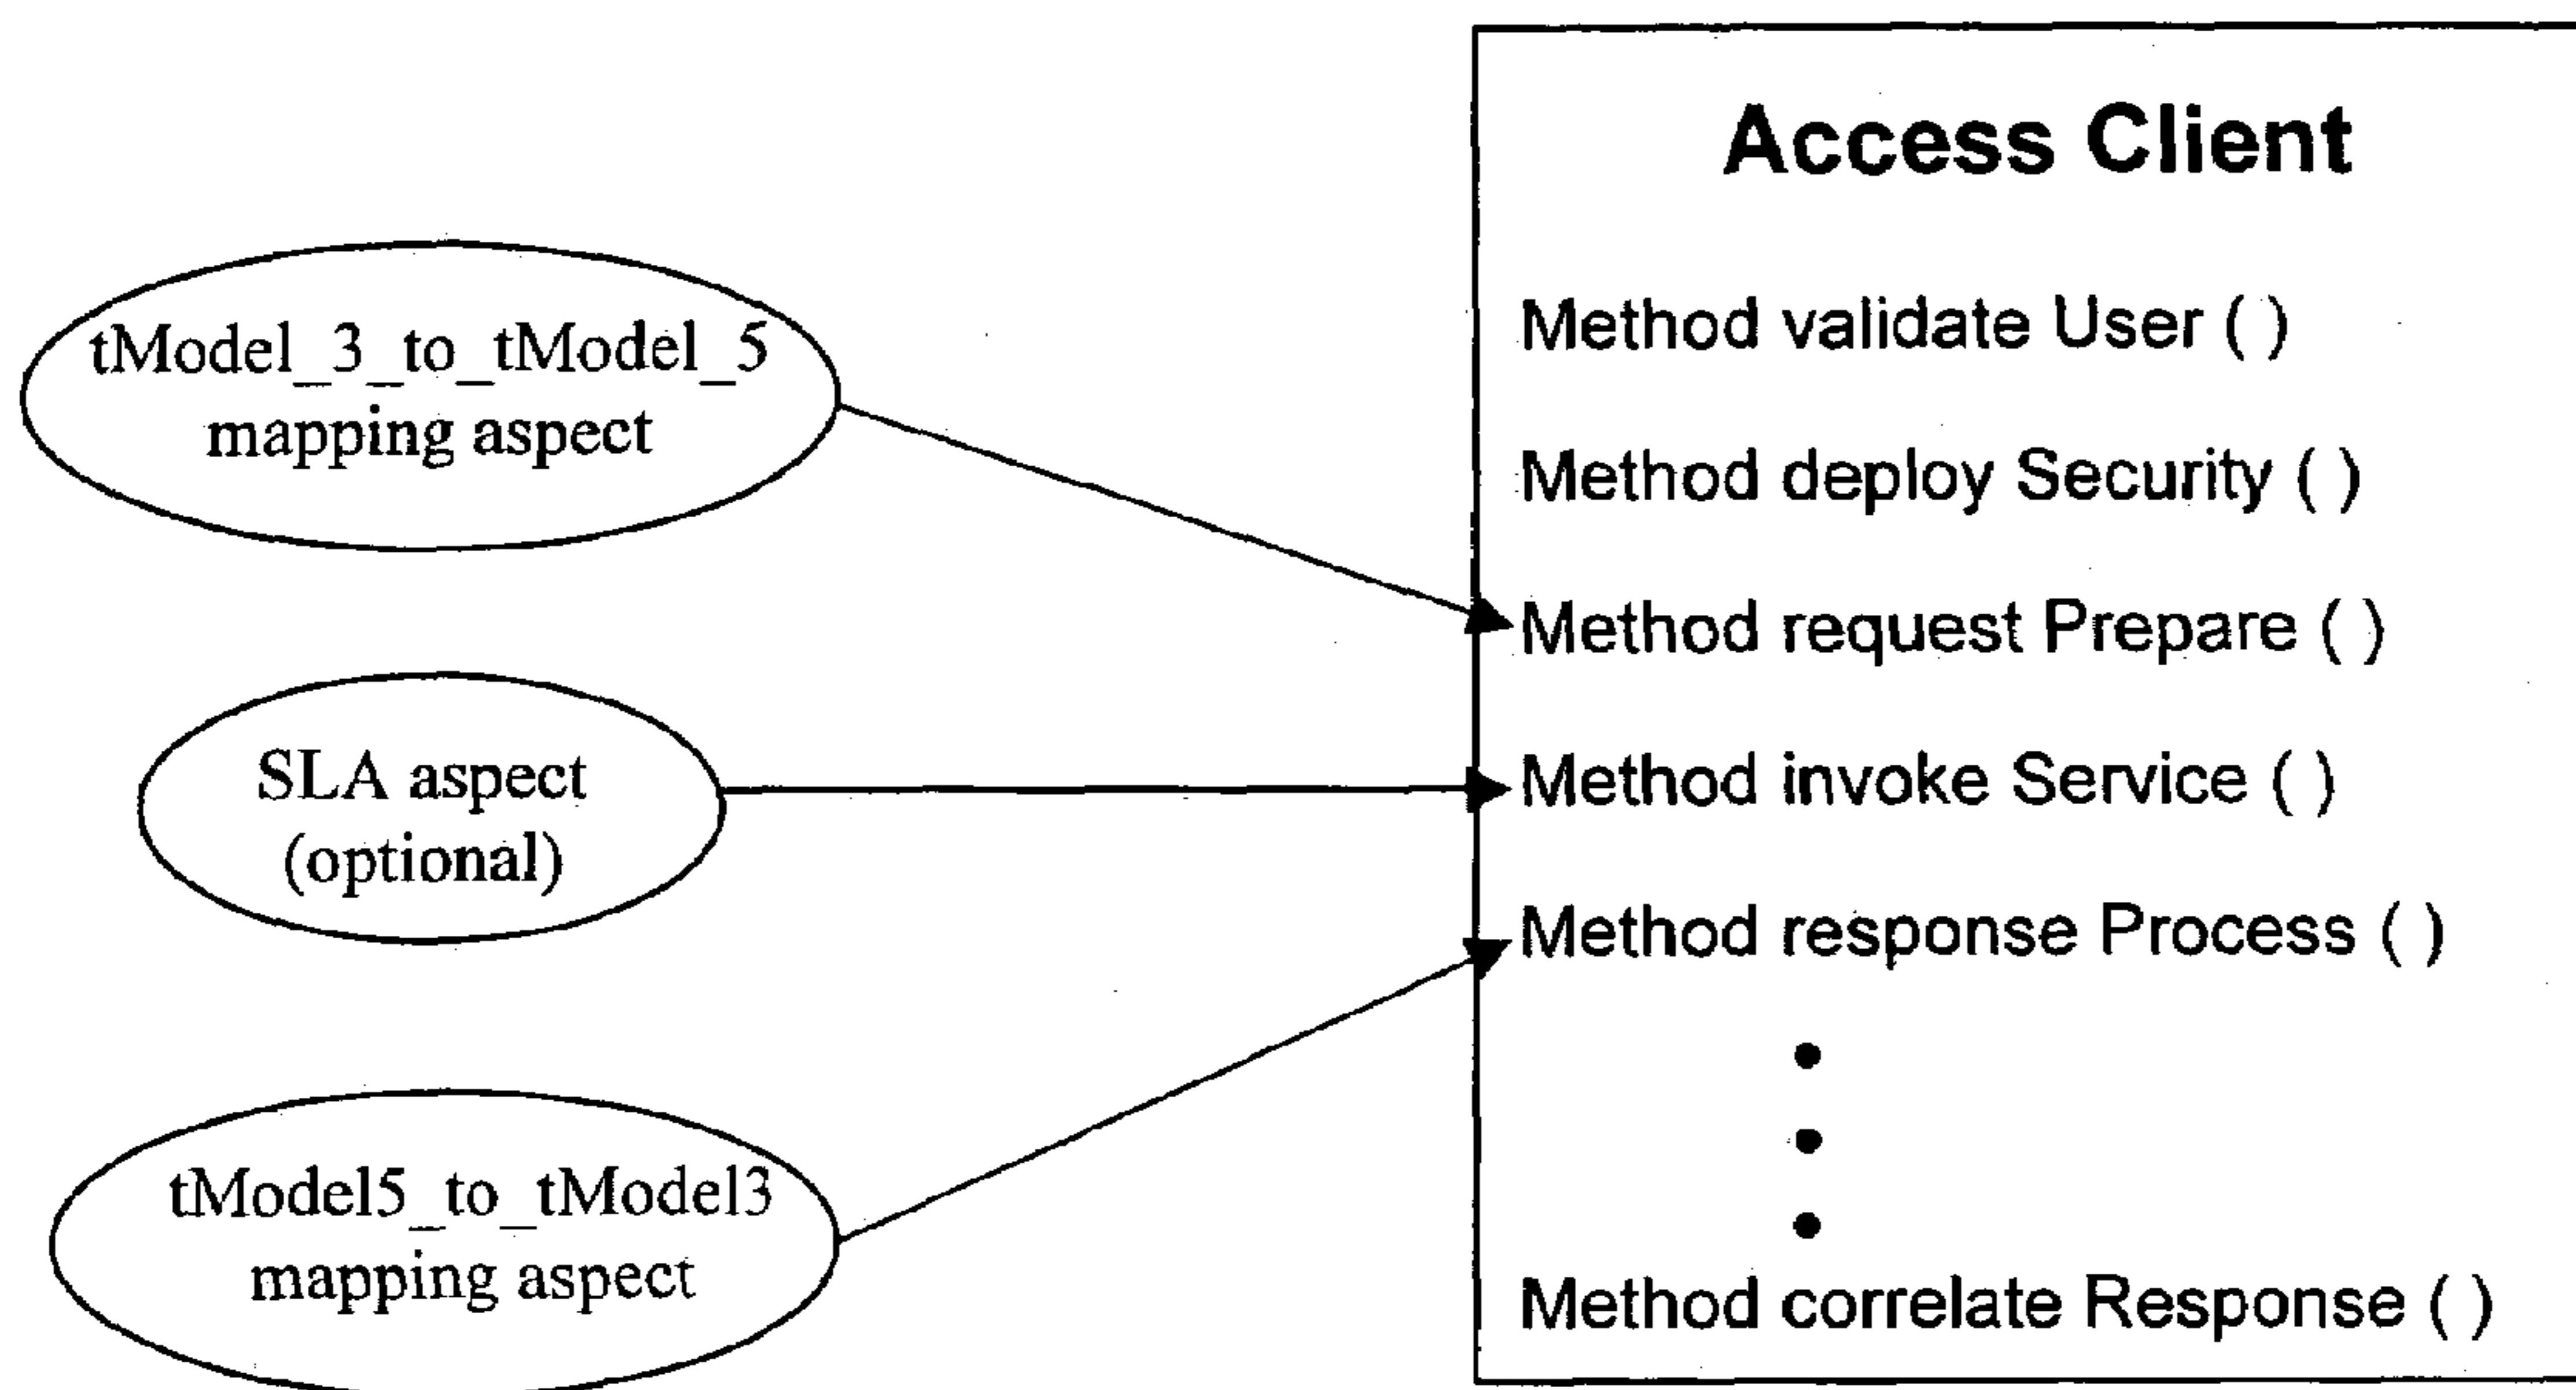 Access Client
tModel_3_to_tModel_5
mapping aspect
SLA aspect
(optional)
tModel5_to_tModel3
mapping aspect
Method validate User ( )
Method deploy Security ( )
Method request Prepare ( )
Method invoke Service ( )
Method response Process ( )
Method correlate Response ( )